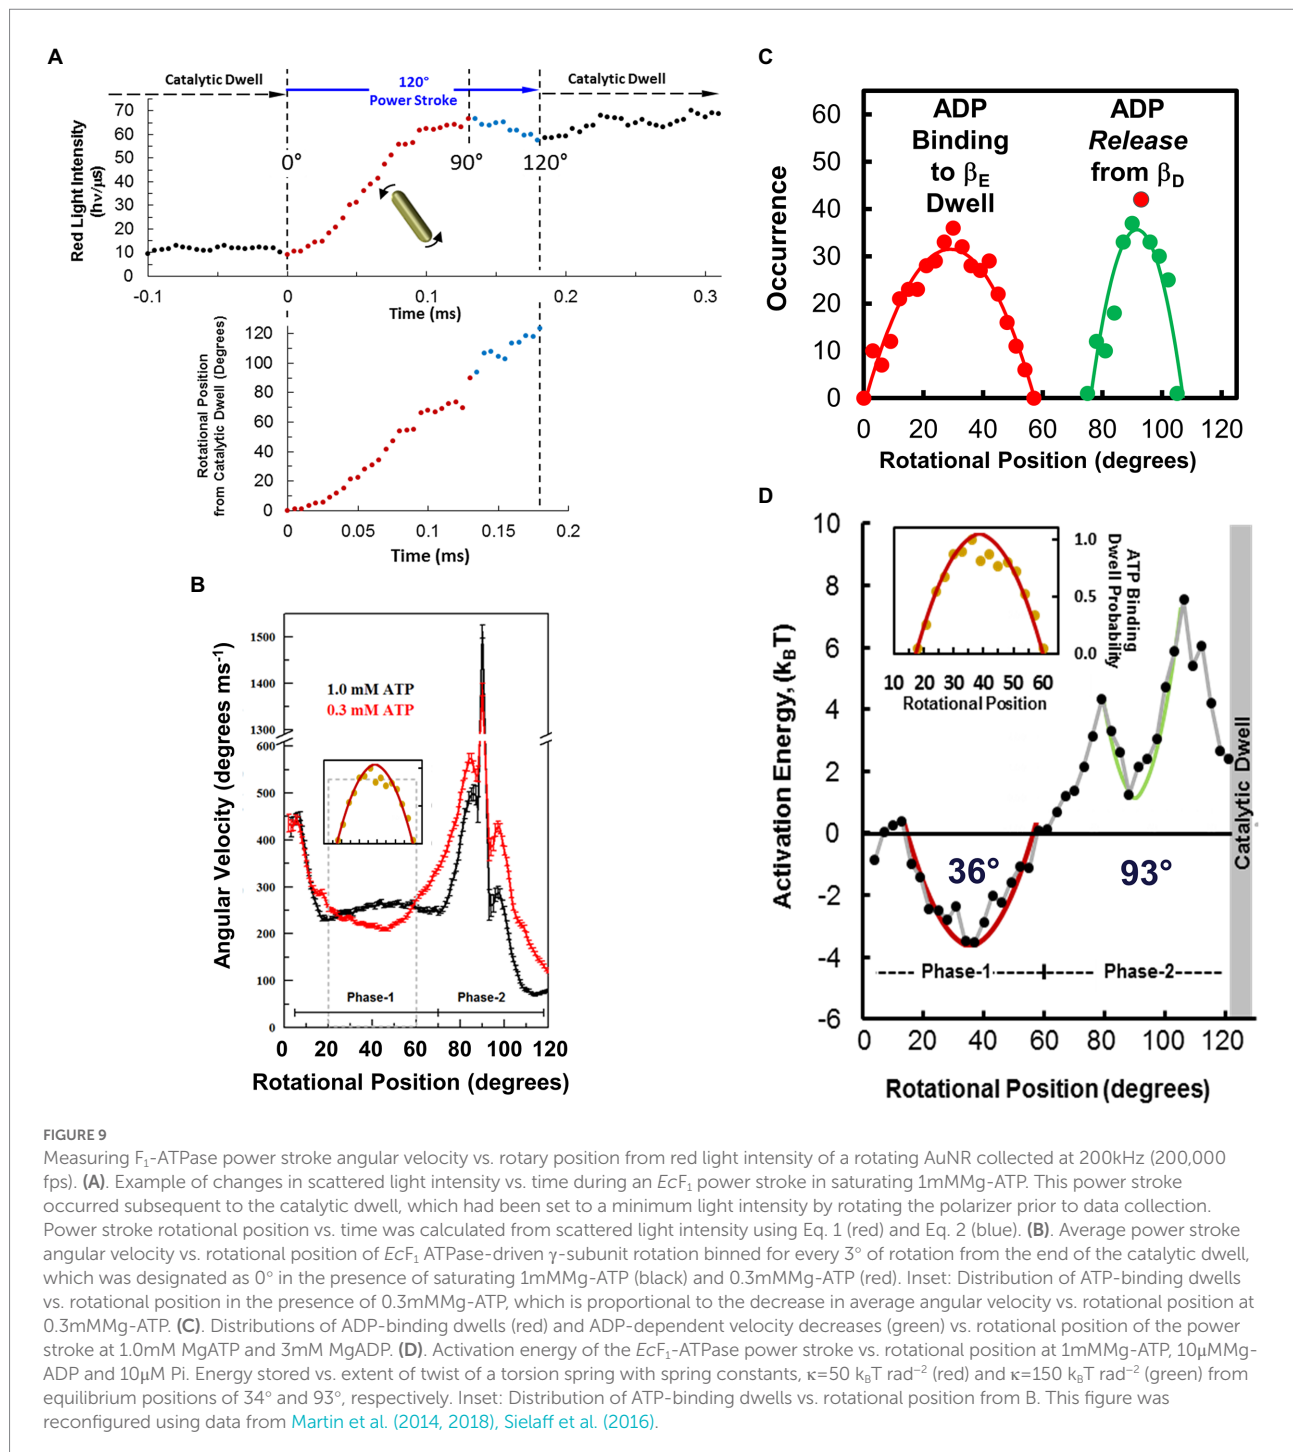 A
Catalytic Dwell
120°
Power Stroke
Catalytic Dwell
Red Light Intensity
(hν/µs)
70
60
50
40
30
20
10
0
0°
90°
120°
-0.1
0
0.1
0.2
0.3
Time (ms)
Rotational Position
from Catalytic Dwell (Degrees)
120
100
80
60
40
20
0
0
0.05
0.1
0.15
0.2
Time (ms)
B
Angular Velocity (degrees ms⁻¹)
1500
1400
1300
600
500
400
300
200
100
0
1.0 mM ATP
0.3 mM ATP
Phase-1
Phase-2
0 20 40 60 80 100 120
Rotational Position (degrees)
C
Occurrence
60
50
40
30
20
10
0
ADP
Binding
to βE
Dwell
ADP
Release
from βD
0 20 40 60 80 100 120
Rotational Position (degrees)
D
Activation Energy, (kBT)
10
8
6
4
2
0
-2
-4
-6
1.0
0.5
0.0
ATP Binding
Dwell Probability
10 20 30 40 50 60
Rotational Position
36°
93°
Phase-1
Phase-2
Catalytic Dwell
0 20 40 60 80 100 120
Rotational Position (degrees)
FIGURE 9
Measuring F₁-ATPase power stroke angular velocity vs. rotary position from red light intensity of a rotating AuNR collected at 200kHz (200,000
fps). (A). Example of changes in scattered light intensity vs. time during an EcF₁ power stroke in saturating 1mMMg-ATP. This power stroke
occurred subsequent to the catalytic dwell, which had been set to a minimum light intensity by rotating the polarizer prior to data collection.
Power stroke rotational position vs. time was calculated from scattered light intensity using Eq. 1 (red) and Eq. 2 (blue). (B). Average power stroke
angular velocity vs. rotational position of EcF₁ ATPase-driven γ-subunit rotation binned for every 3° of rotation from the end of the catalytic dwell,
which was designated as 0° in the presence of saturating 1mMMg-ATP (black) and 0.3mMMg-ATP (red). Inset: Distribution of ATP-binding dwells
vs. rotational position in the presence of 0.3mMMg-ATP, which is proportional to the decrease in average angular velocity vs. rotational position at
0.3mMMg-ATP. (C). Distributions of ADP-binding dwells (red) and ADP-dependent velocity decreases (green) vs. rotational position of the power
stroke at 1.0mM MgATP and 3mM MgADP. (D). Activation energy of the EcF₁-ATPase power stroke vs. rotational position at 1mMMg-ATP, 10µMMg-
ADP and 10µM Pi. Energy stored vs. extent of twist of a torsion spring with spring constants, κ=50 kBT rad⁻² (red) and κ=150 kBT rad⁻² (green) from
equilibrium positions of 34° and 93°, respectively. Inset: Distribution of ATP-binding dwells vs. rotational position from B. This figure was
reconfigured using data from Martin et al. (2014, 2018), Sielaff et al. (2016).